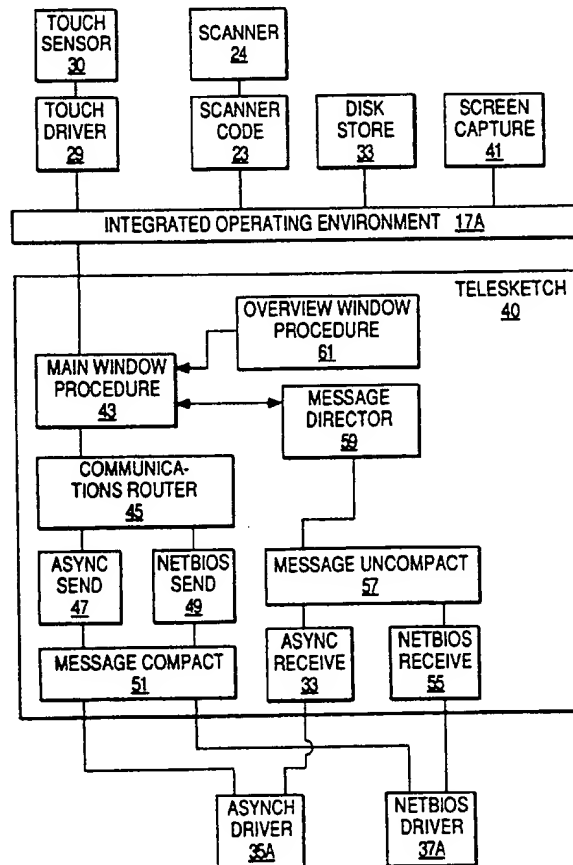 TOUCH
SENSOR
30
SCANNER
24
TOUCH
DRIVER
29
SCANNER
CODE
23
DISK
STORE
33
SCREEN
CAPTURE
41
INTEGRATED OPERATING ENVIRONMENT 17A
TELESKETCH
40
OVERVIEW WINDOW
PROCEDURE
61
MAIN WINDOW
PROCEDURE
43
MESSAGE
DIRECTOR
59
COMMUNICA-
TIONS ROUTER
45
ASYNC
SEND
47
NETBIOS
SEND
49
MESSAGE UNCOMPACT
57
MESSAGE COMPACT
51
ASYNC
RECEIVE
33
NETBIOS
RECEIVE
55
ASYNCH
DRIVER
35A
NETBIOS
DRIVER
37A